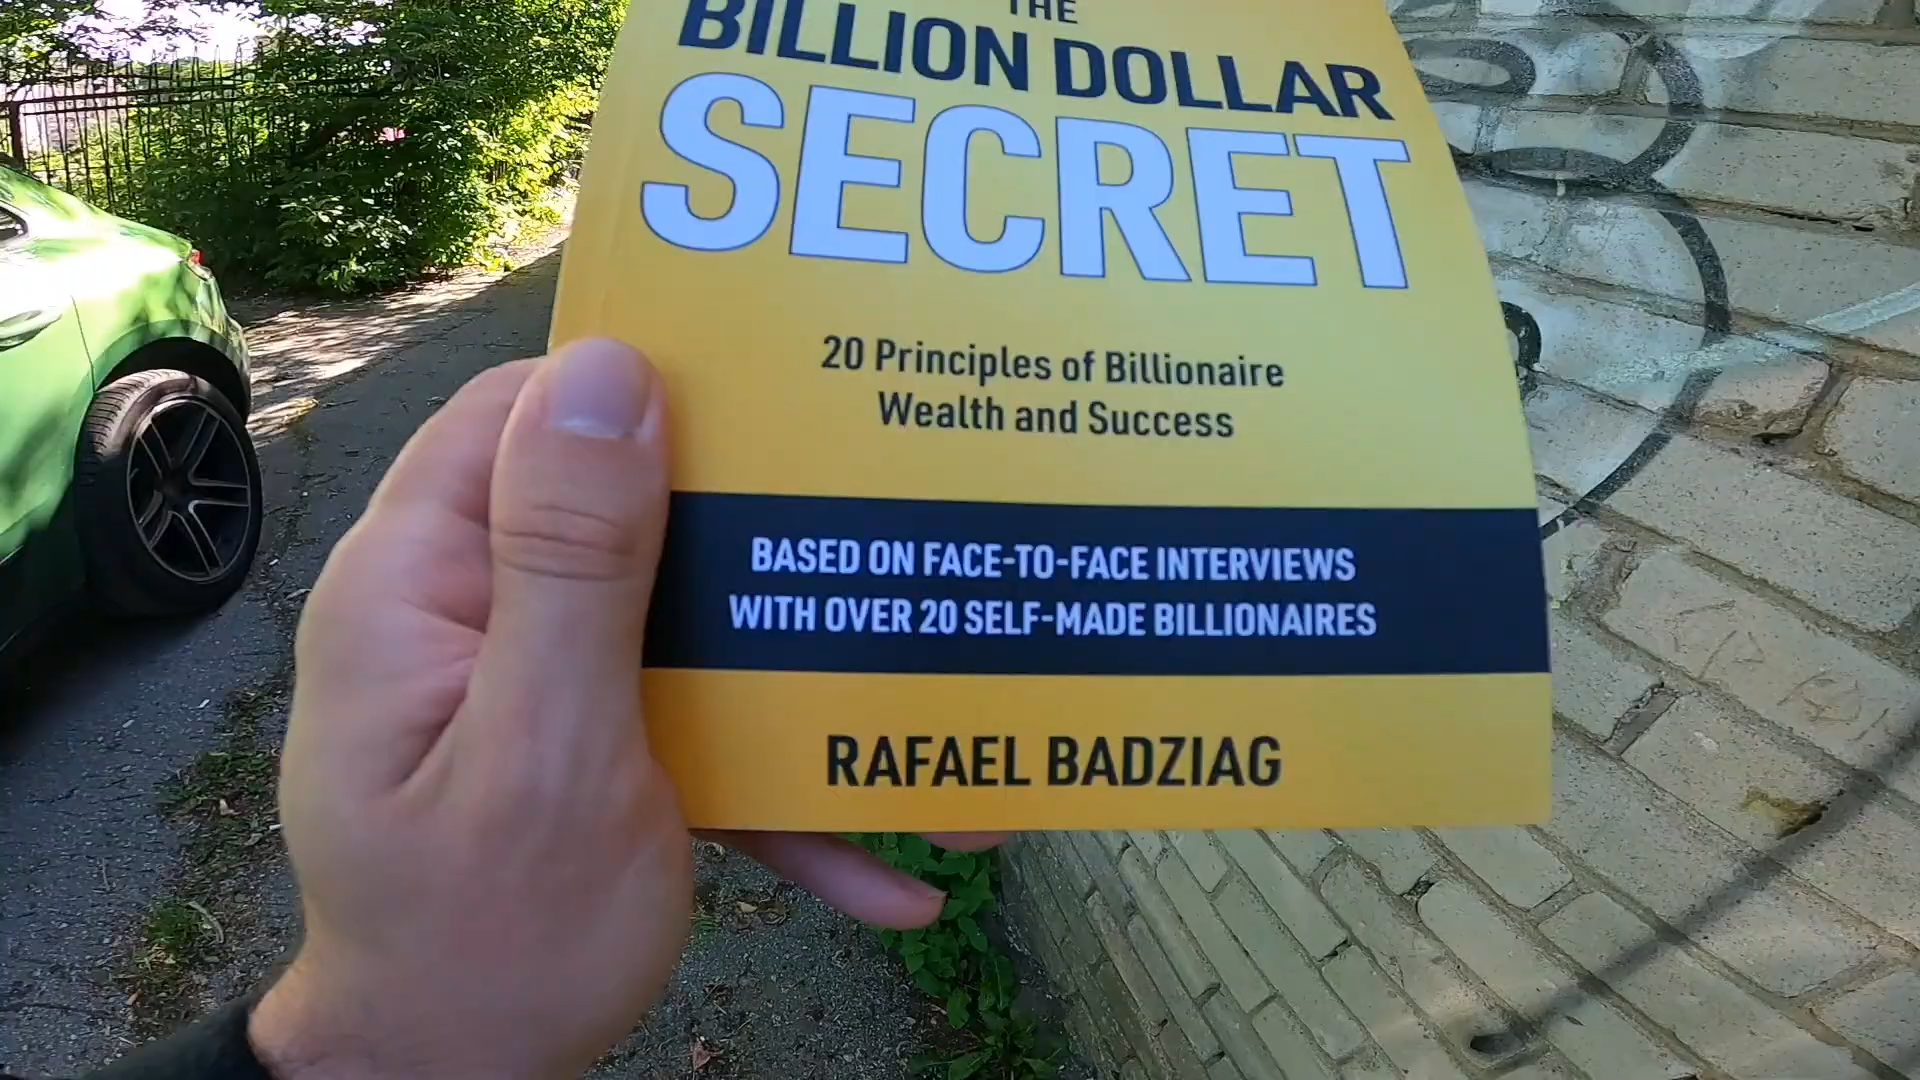 THE
BILLION DOLLAR
SECRET
20 Principles of Billionaire
Wealth and Success
BASED ON FACE-TO-FACE INTERVIEWS
WITH OVER 20 SELF-MADE BILLIONAIRES
RAFAEL BADZIAG